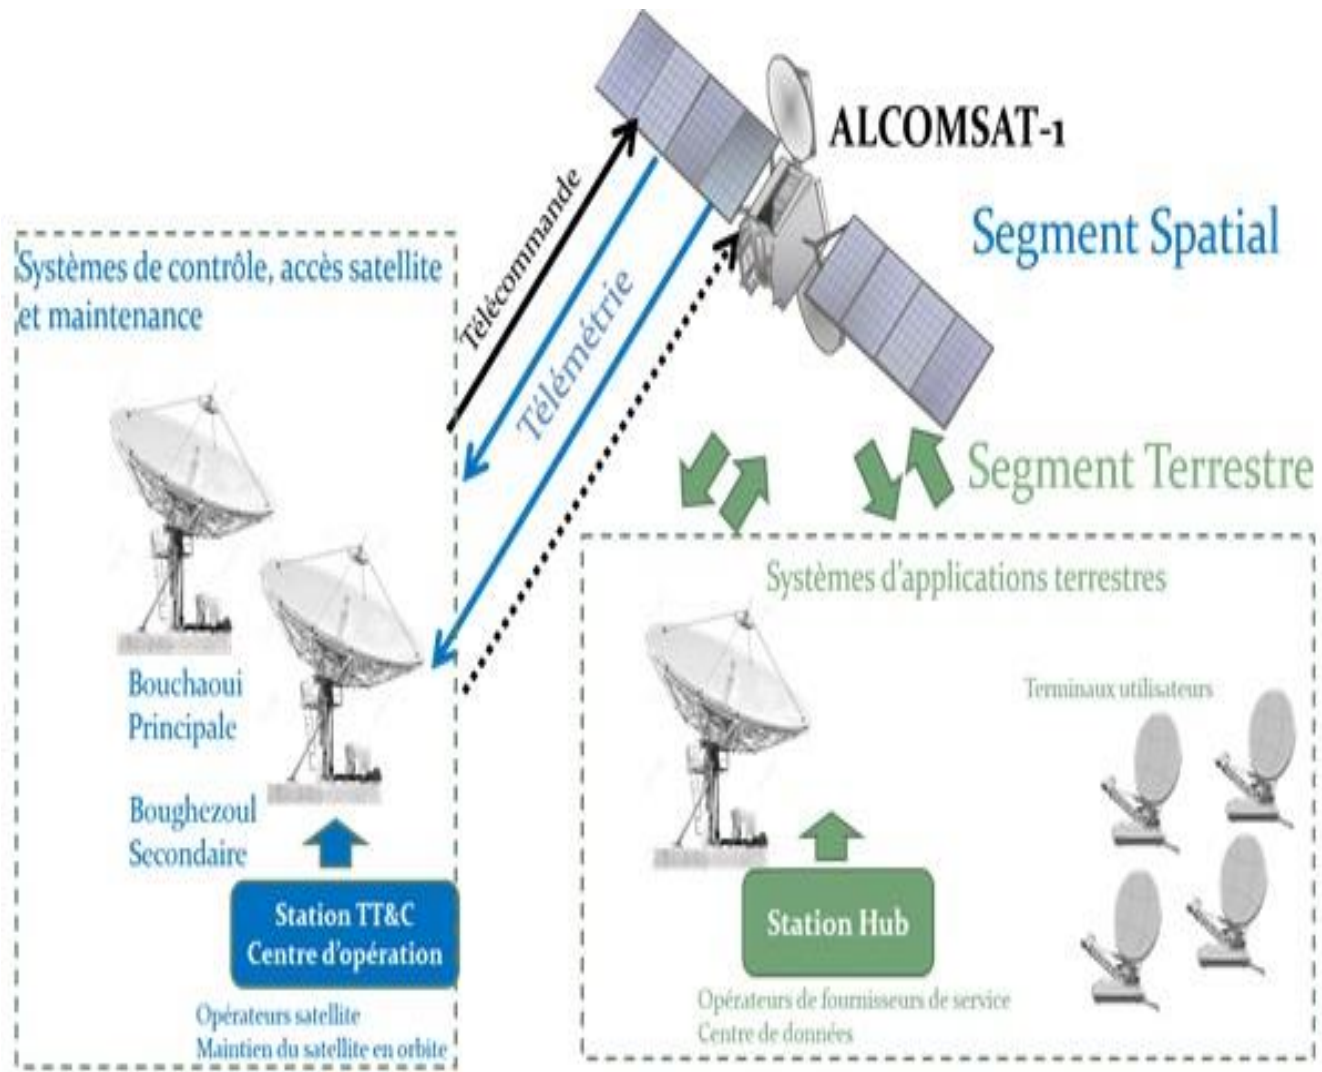 ALCOMSAT-1
Segment Spatial
Télécommande
Télémétrie
Systèmes de contrôle, accès satellite
et maintenance
Bouchaoui
Principale
Boughezoul
Secondaire
Station TT&C
Centre d'opération
Opérateurs satellite
Maintien du satellite en orbite
Segment Terrestre
Systèmes d'applications terrestres
Terminaux utilisateurs
Station Hub
Opérateurs de fournisseurs de service
Centre de données